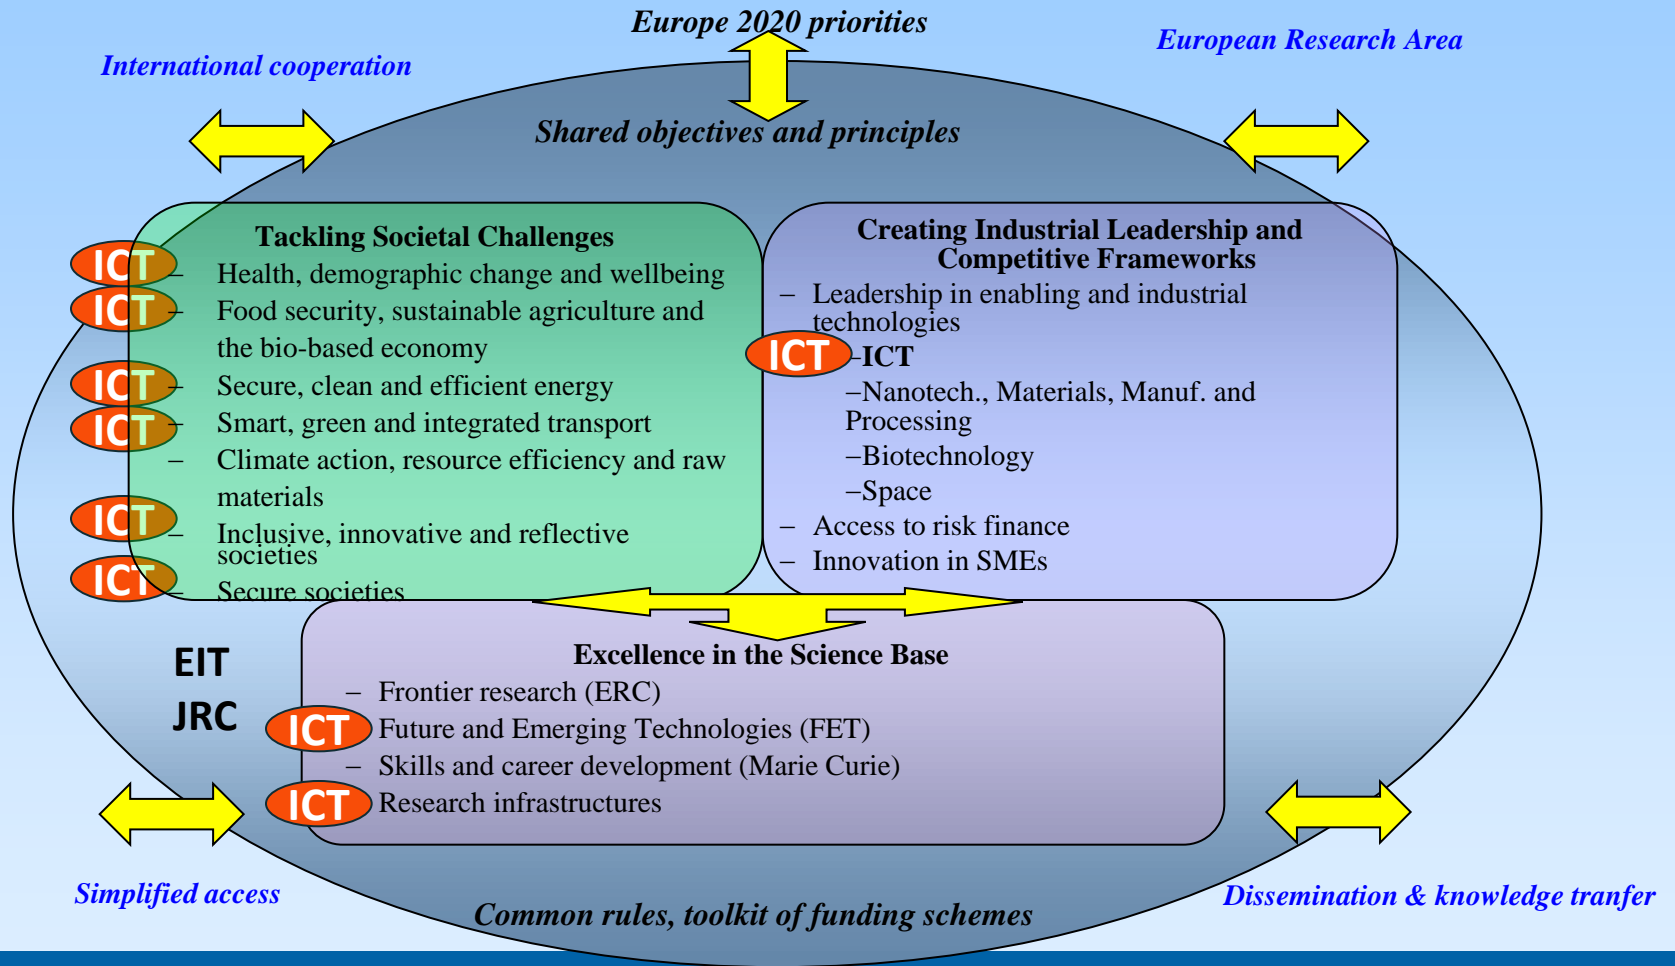 Europe 2020 priorities
European Research Area
International cooperation
Shared objectives and principles
Tackling Societal Challenges
ICT – Health, demographic change and wellbeing
ICT – Food security, sustainable agriculture and
the bio-based economy
ICT – Secure, clean and efficient energy
ICT – Smart, green and integrated transport
– Climate action, resource efficiency and raw
materials
ICT – Inclusive, innovative and reflective
societies
ICT – Secure societies
Creating Industrial Leadership and
Competitive Frameworks
– Leadership in enabling and industrial
technologies
ICT –ICT
–Nanotech., Materials, Manuf. and
Processing
–Biotechnology
–Space
– Access to risk finance
– Innovation in SMEs
EIT
JRC
Excellence in the Science Base
– Frontier research (ERC)
ICT Future and Emerging Technologies (FET)
– Skills and career development (Marie Curie)
ICT Research infrastructures
Simplified access
Dissemination & knowledge tranfer
Common rules, toolkit of funding schemes